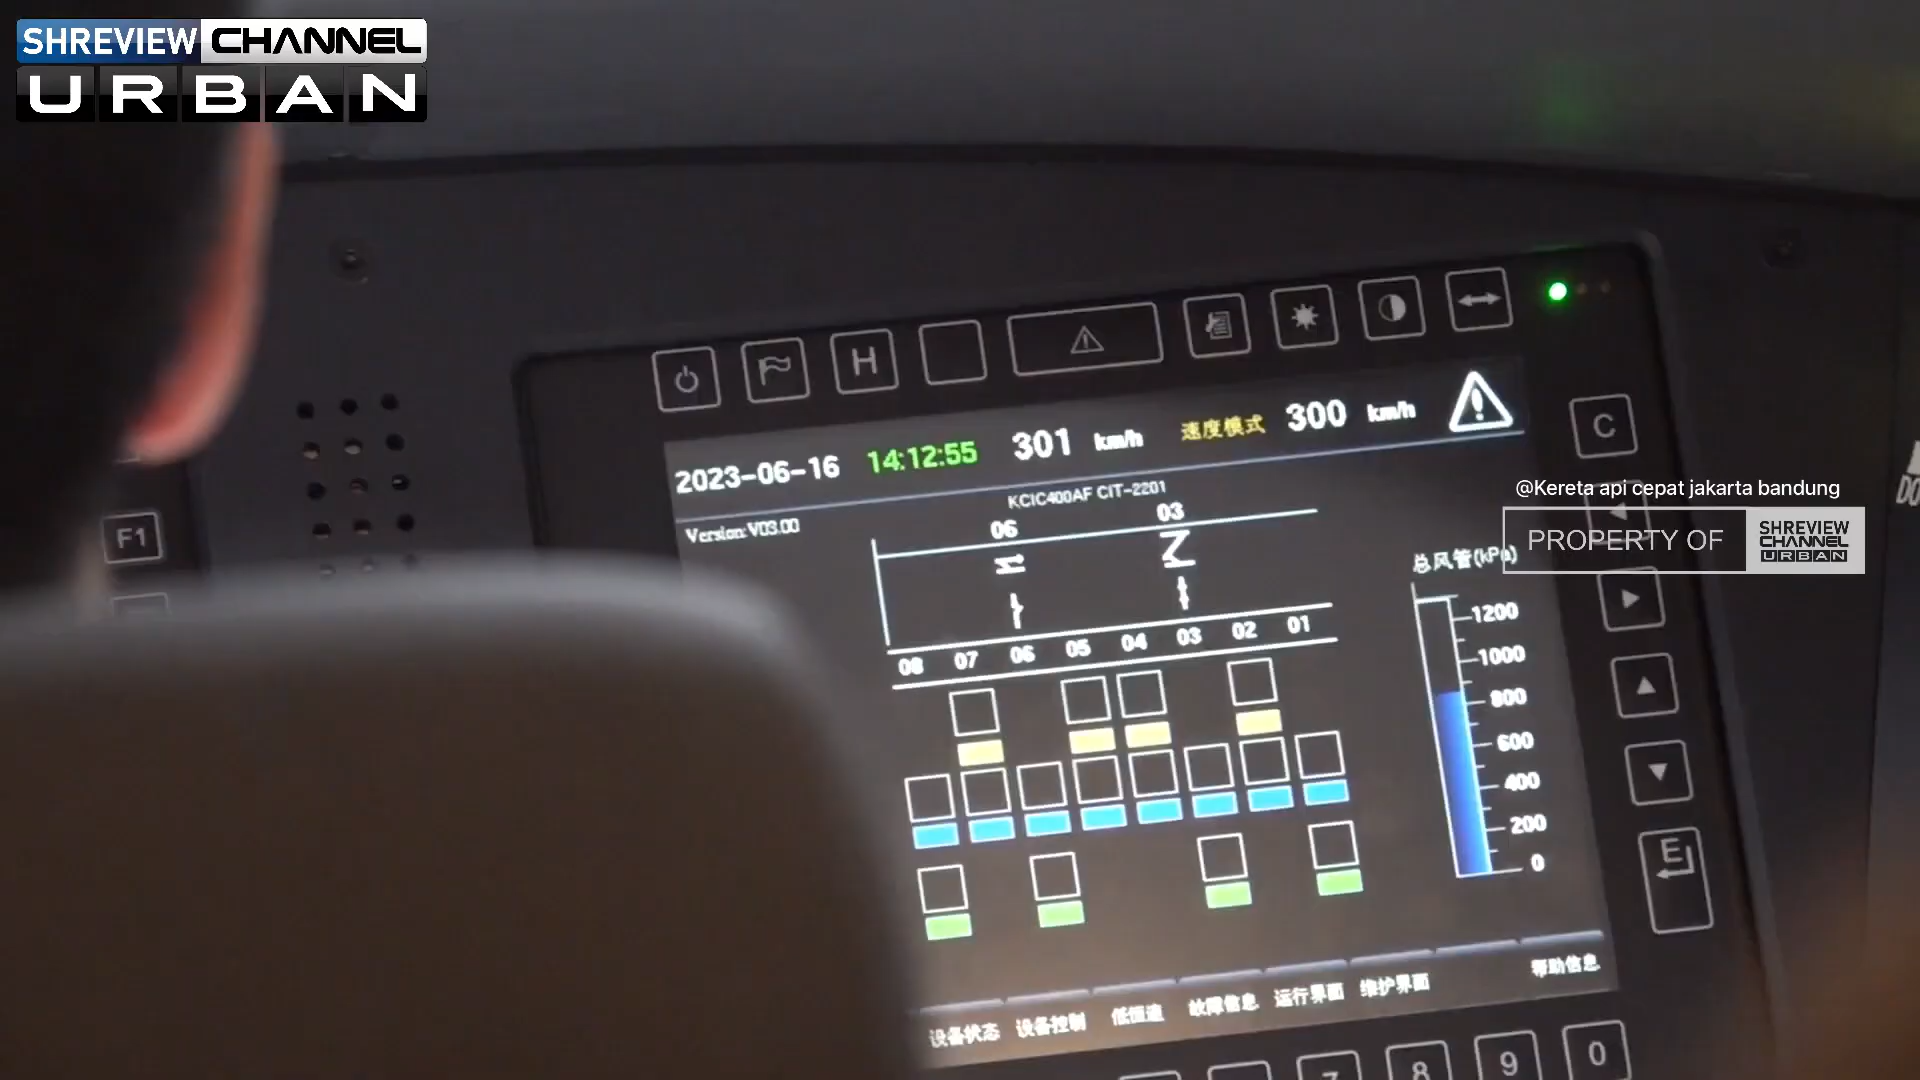 SHREVIEW CHANNEL
URBAN
H
C
2023-06-16 14:12:55 301 km/h 速度模式 300 km/h
KCIC400AF CIT-2201
Version: V03.00
06 03
08 07 06 05 04 03 02 01
总风管(kPa)
1200
1000
800
600
400
200
0
@Kereta api cepat jakarta bandung
PROPERTY OF SHREVIEW CHANNEL URBAN
F1
E
设备状态 设备控制 低恒速 故障信息 运行界面 维护界面 帮助信息
7 8 9 0